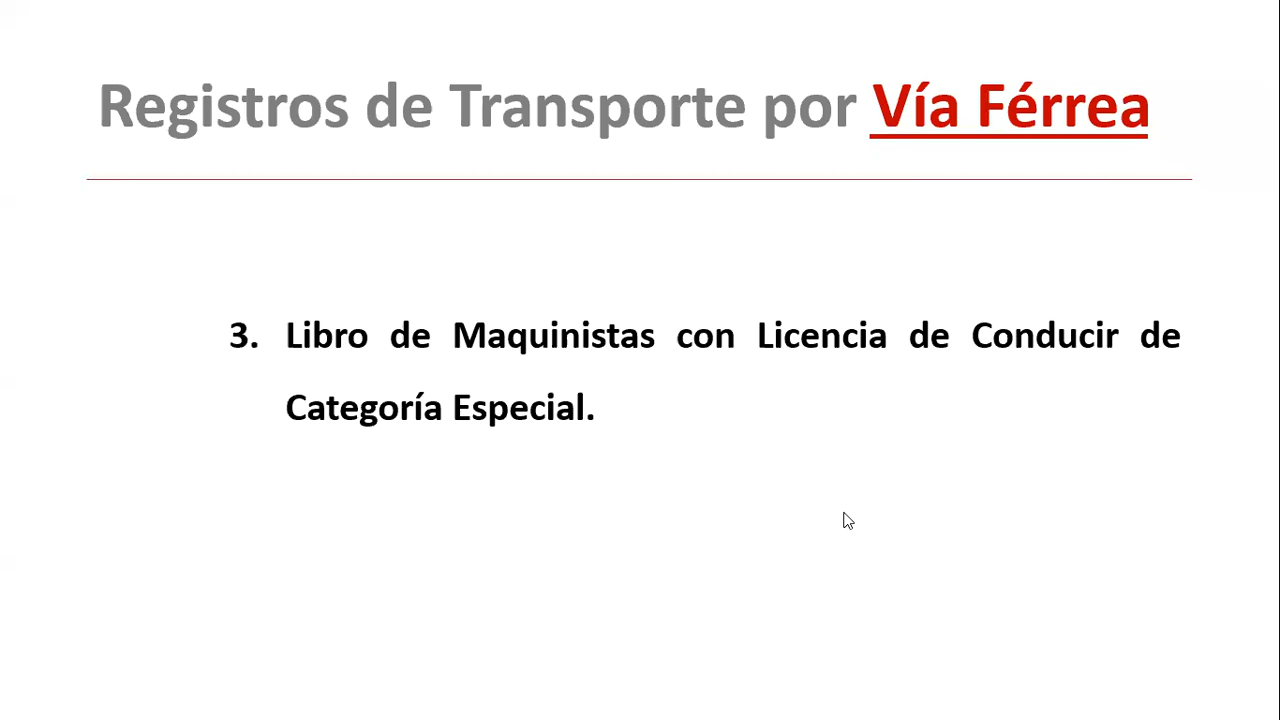 Registros de Transporte por Vía Férrea
3. Libro de Maquinistas con Licencia de Conducir de
Categoría Especial.